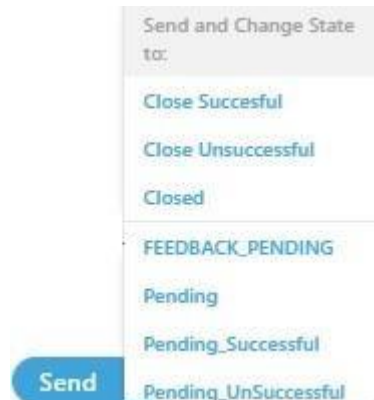 Send and Change State
to:
Close Succesful
Close Unsuccessful
Closed
FEEDBACK_PENDING
Pending
Pending_Successful
Send
Pending_UnSuccessful